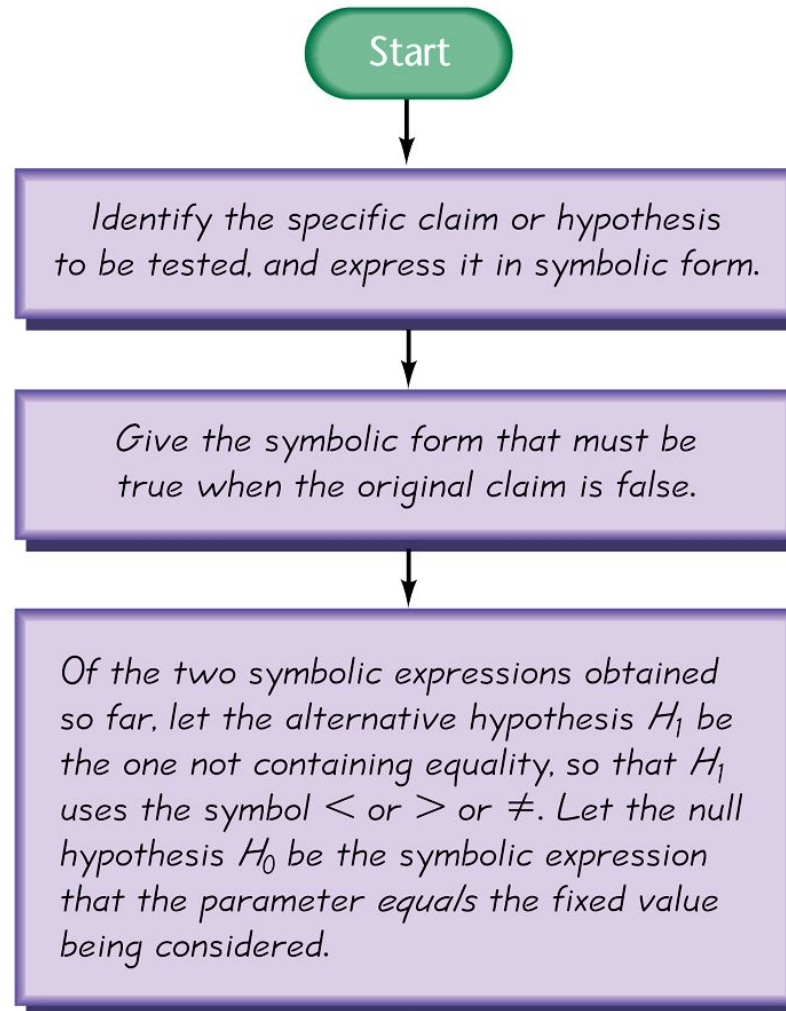 Start
Identify the specific claim or hypothesis
to be tested, and express it in symbolic form.
Give the symbolic form that must be
true when the original claim is false.
Of the two symbolic expressions obtained
so far, let the alternative hypothesis H₁ be
the one not containing equality, so that H₁
uses the symbol < or > or ≠. Let the null
hypothesis H₀ be the symbolic expression
that the parameter equals the fixed value
being considered.